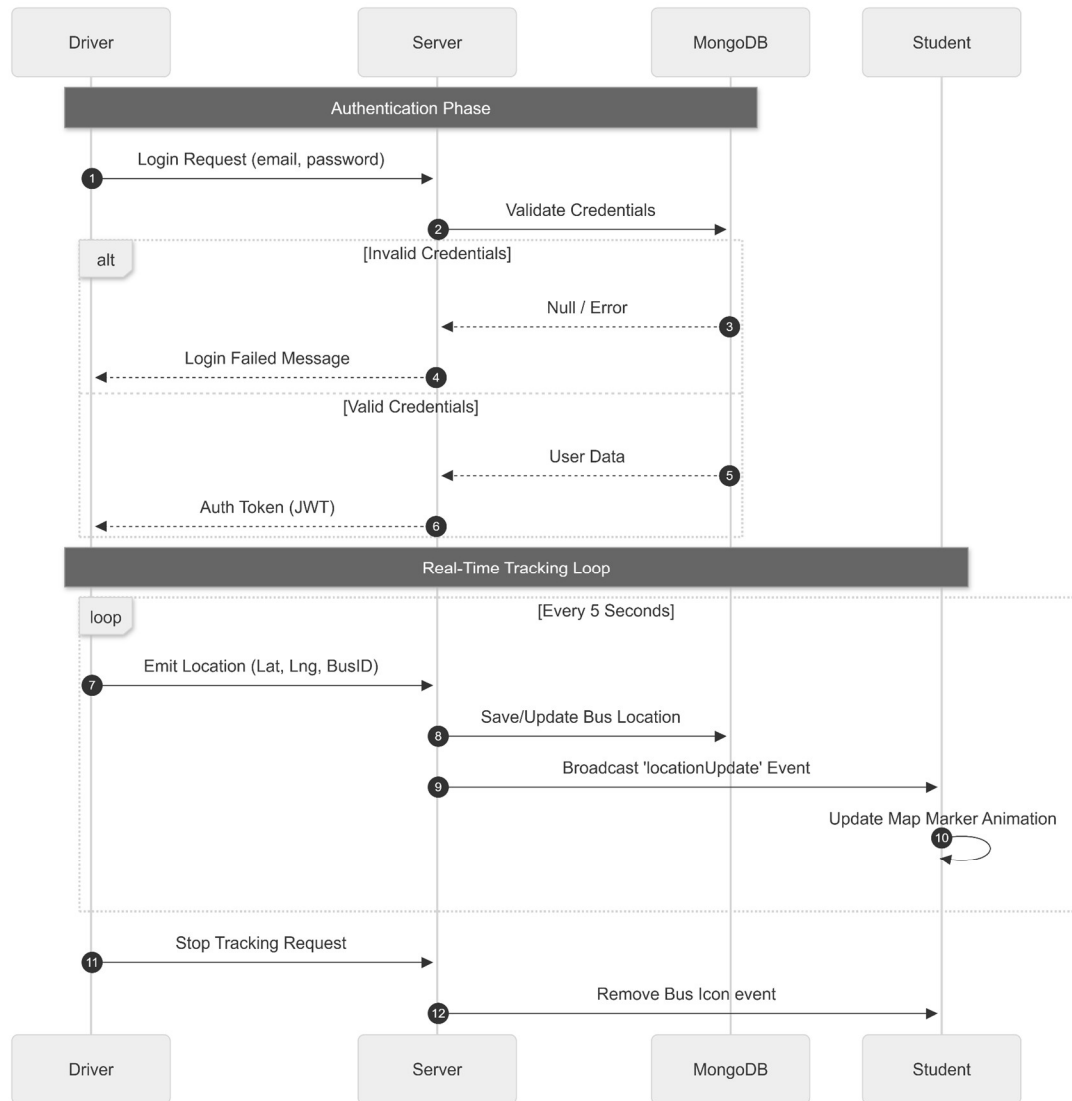 Driver
Server
MongoDB
Student
Authentication Phase
Login Request (email, password)
1
Validate Credentials
2
alt
[Invalid Credentials]
Null / Error
3
Login Failed Message
4
[Valid Credentials]
User Data
5
Auth Token (JWT)
6
Real-Time Tracking Loop
loop
[Every 5 Seconds]
Emit Location (Lat, Lng, BusID)
7
Save/Update Bus Location
8
Broadcast 'locationUpdate' Event
9
Update Map Marker Animation
10
Stop Tracking Request
11
Remove Bus Icon event
12
Driver
Server
MongoDB
Student